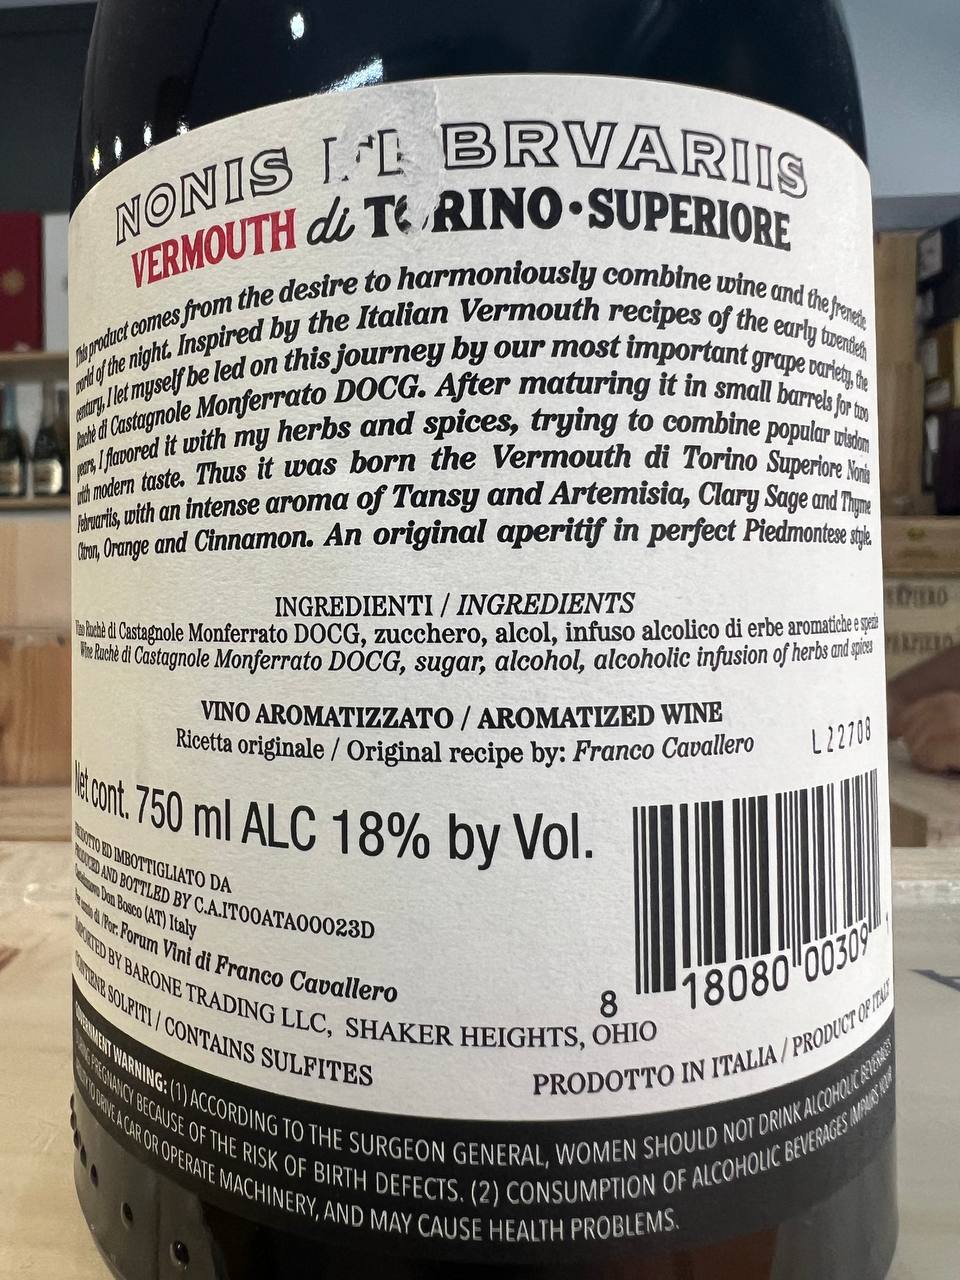 NONIS FEBRVARIIS
VERMOUTH di TORINO • SUPERIORE
This product comes from the desire to harmoniously combine wine and the frenetic
world of the night. Inspired by the Italian Vermouth recipes of the early twentieth
century, I let myself be led on this journey by our most important grape variety, the
Ruchè di Castagnole Monferrato DOCG. After maturing it in small barrels for two
years, I flavored it with my herbs and spices, trying to combine popular wisdom
with modern taste. Thus it was born the Vermouth di Torino Superiore Nonis
Februariis, with an intense aroma of Tansy and Artemisia, Clary Sage and Thyme
Citron, Orange and Cinnamon. An original aperitif in perfect Piedmontese style.
INGREDIENTI / INGREDIENTS
Vino Ruchè di Castagnole Monferrato DOCG, zucchero, alcol, infuso alcolico di erbe aromatiche e spezie
Wine Ruchè di Castagnole Monferrato DOCG, sugar, alcohol, alcoholic infusion of herbs and spices
VINO AROMATIZZATO / AROMATIZED WINE
Ricetta originale / Original recipe by: Franco Cavallero
L22708
Net cont. 750 ml ALC 18% by Vol.
PRODOTTO ED IMBOTTIGLIATO DA
PRODUCED AND BOTTLED BY C.A.IT00ATA00023D
Castelnuovo Don Bosco (AT) Italy
Per conto di /For: Forum Vini di Franco Cavallero
IMPORTED BY BARONE TRADING LLC, SHAKER HEIGHTS, OHIO
CONTIENE SOLFITI / CONTAINS SULFITES
8 18080 00309 1
PRODOTTO IN ITALIA / PRODUCT OF ITALY
GOVERNMENT WARNING: (1) ACCORDING TO THE SURGEON GENERAL, WOMEN SHOULD NOT DRINK ALCOHOLIC BEVERAGES
DURING PREGNANCY BECAUSE OF THE RISK OF BIRTH DEFECTS. (2) CONSUMPTION OF ALCOHOLIC BEVERAGES IMPAIRS YOUR
ABILITY TO DRIVE A CAR OR OPERATE MACHINERY, AND MAY CAUSE HEALTH PROBLEMS.